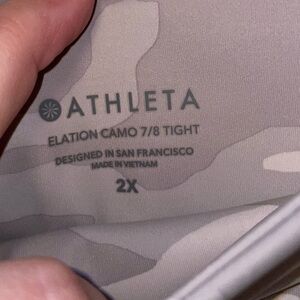 ATHLETA
ELATION CAMO 7/8 TIGHT
DESIGNED IN SAN FRANCISCO
MADE IN VIETNAM
2X